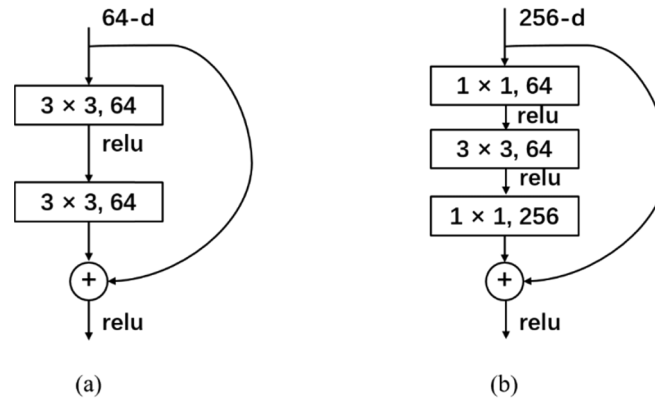 64-d
3 × 3, 64
relu
3 × 3, 64
+
relu
(a)
256-d
1 × 1, 64
relu
3 × 3, 64
relu
1 × 1, 256
+
relu
(b)